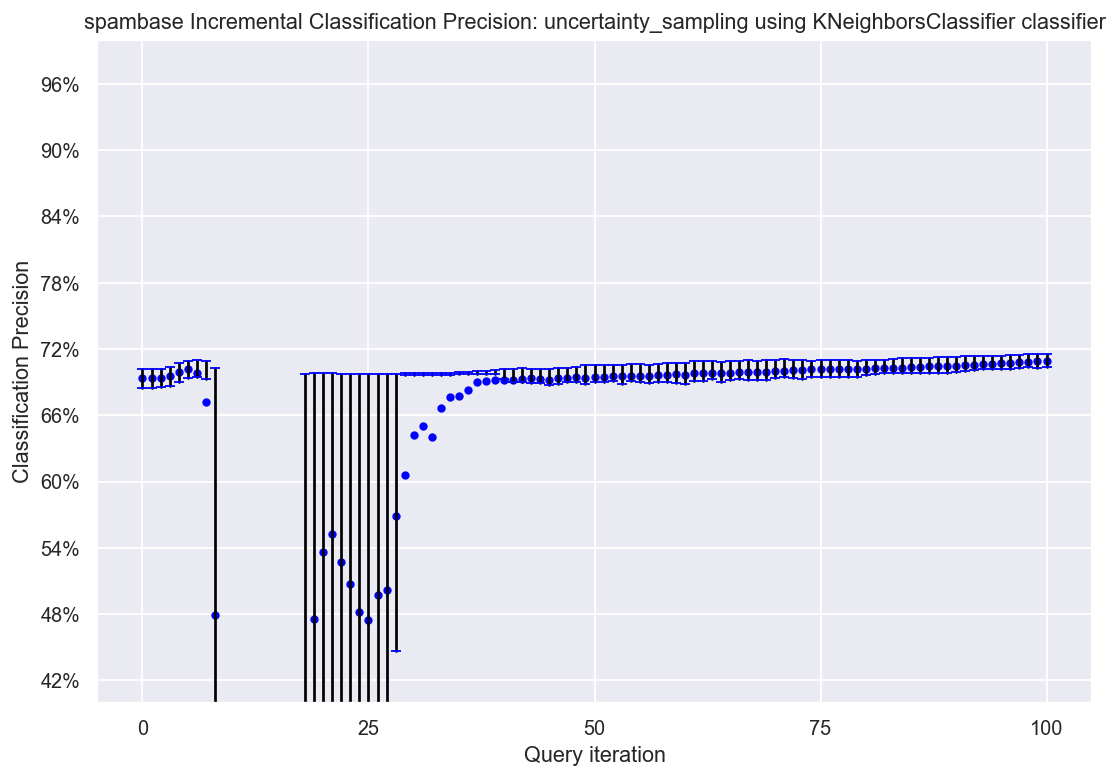 spambase Incremental Classification Precision: uncertainty_sampling using KNeighborsClassifier classifier
96%
90%
84%
78%
72%
66%
60%
54%
48%
42%
Classification Precision
0 25 50 75 100
Query iteration